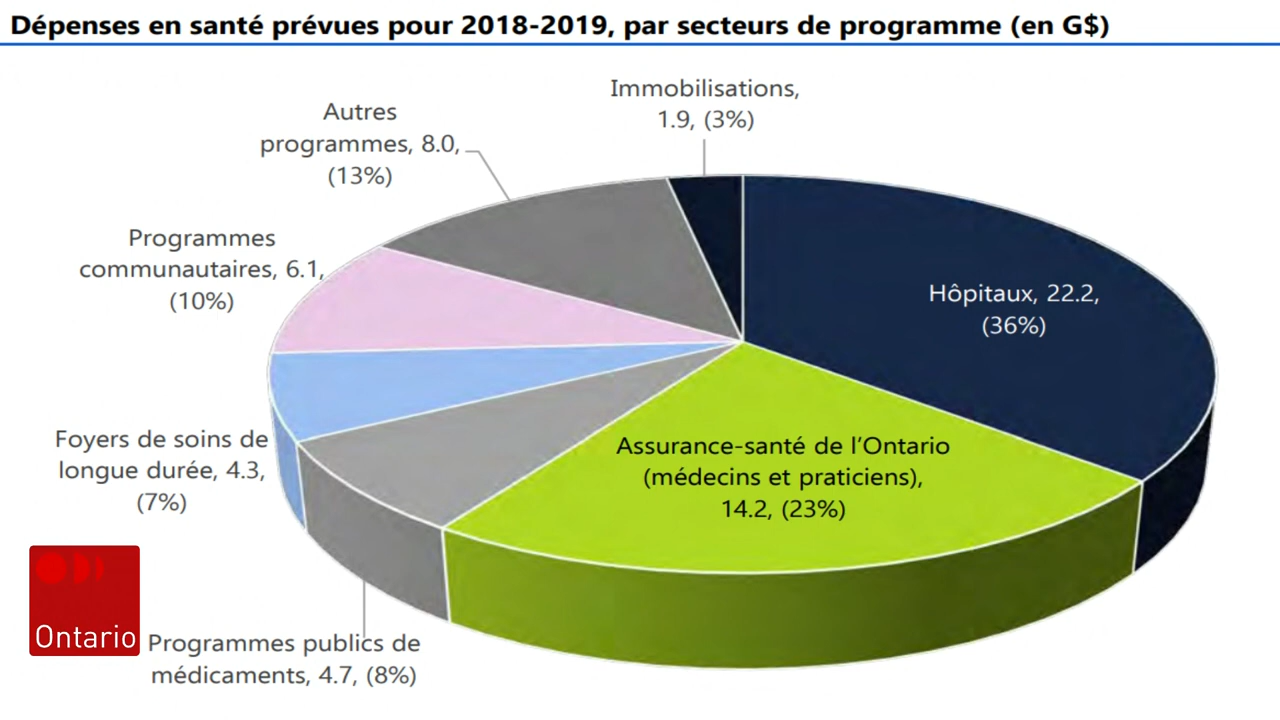 Dépenses en santé prévues pour 2018-2019, par secteurs de programme (en G$)
Immobilisations,
1.9, (3%)
Autres
programmes, 8.0,
(13%)
Programmes
communautaires, 6.1,
(10%)
Hôpitaux, 22.2,
(36%)
Foyers de soins de
longue durée, 4.3,
(7%)
Assurance-santé de l’Ontario
(médecins et praticiens),
14.2, (23%)
Ontario
Programmes publics de
médicaments, 4.7, (8%)